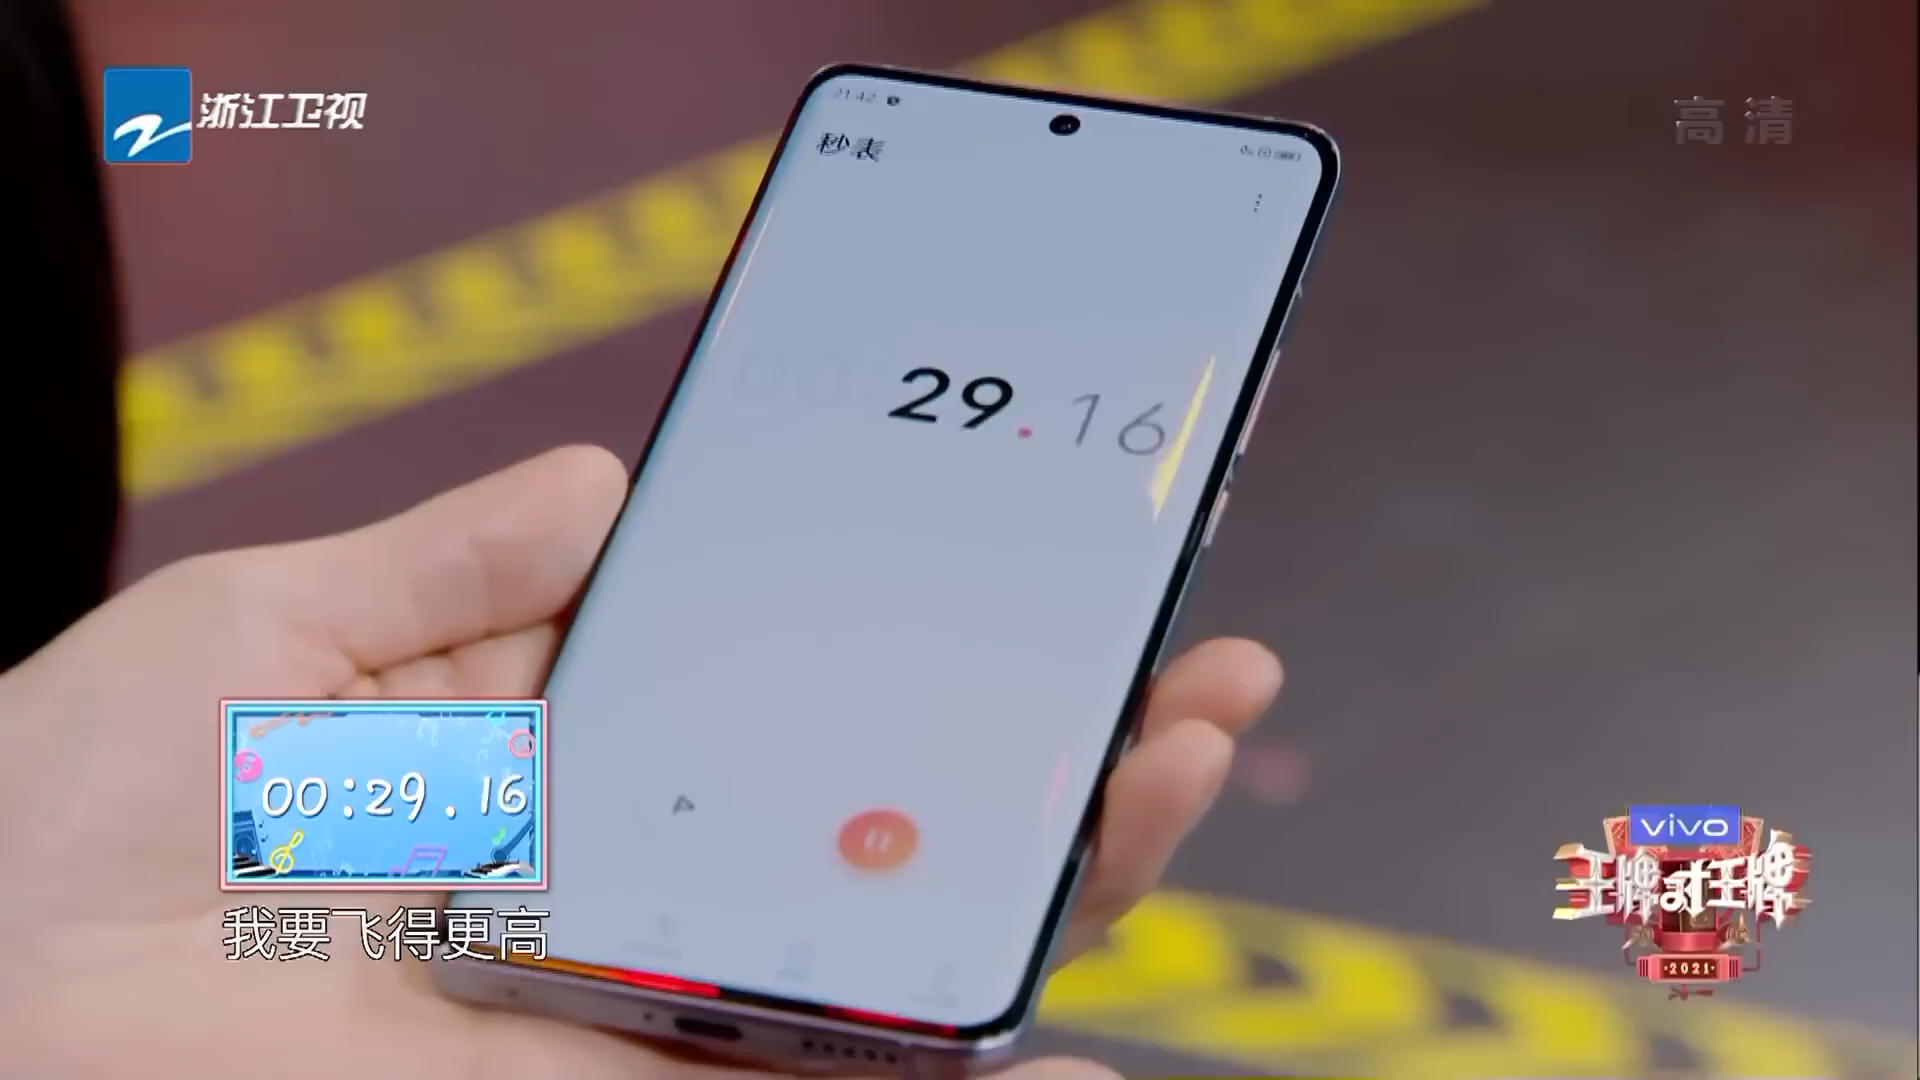 浙江卫视
高清
21:42
秒表
00
29.16
00:29.16
我要飞得更高
vivo
王牌对王牌
·2021·